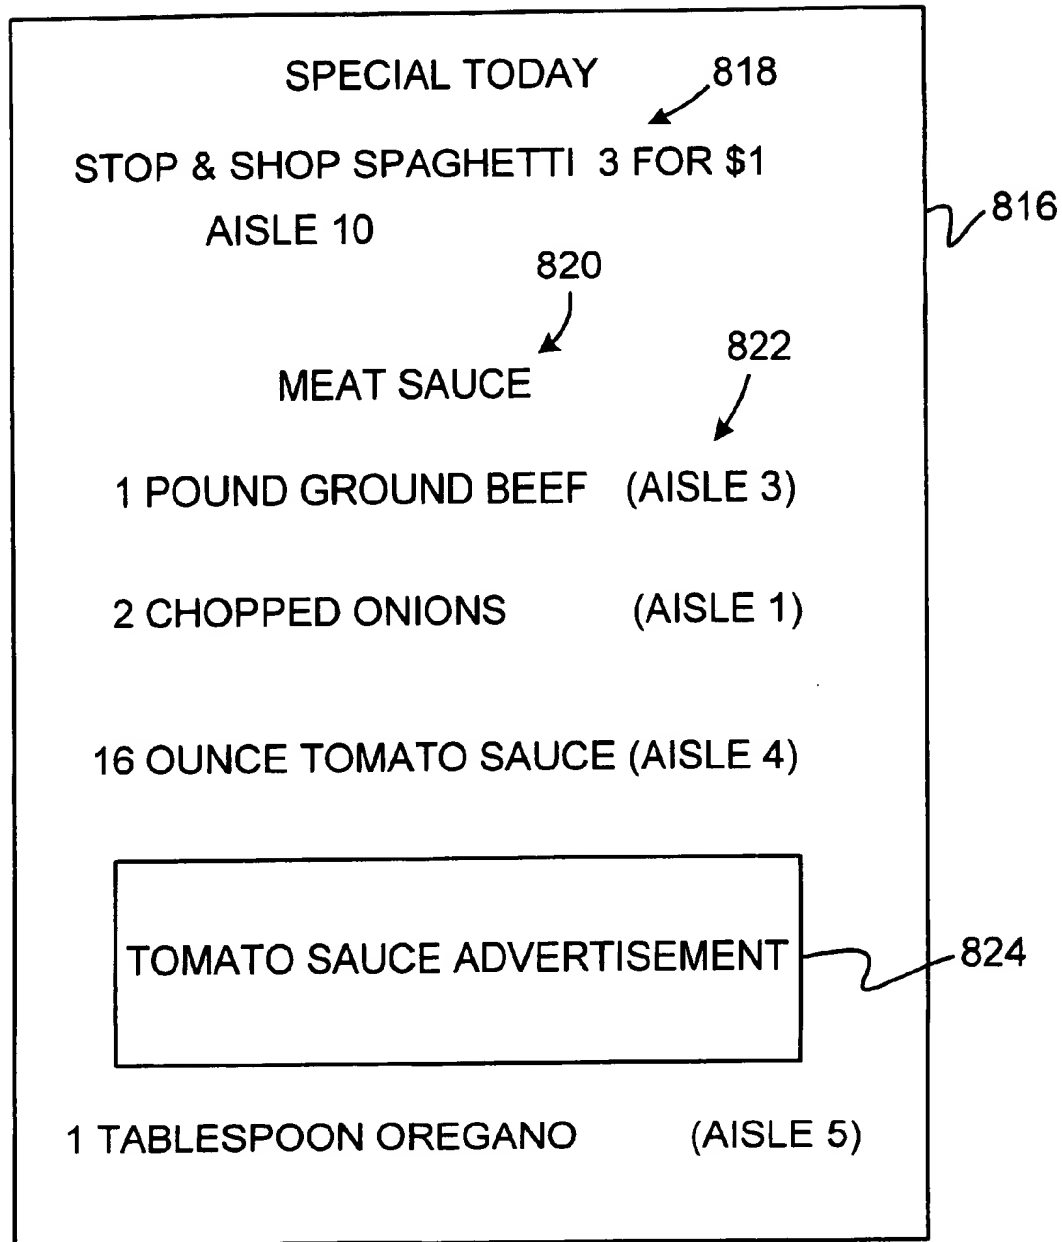 SPECIAL TODAY 818
STOP & SHOP SPAGHETTI 3 FOR $1
816
AISLE 10
820
822
MEAT SAUCE
1 POUND GROUND BEEF (AISLE 3)
2 CHOPPED ONIONS (AISLE 1)
16 OUNCE TOMATO SAUCE (AISLE 4)
TOMATO SAUCE ADVERTISEMENT 824
1 TABLESPOON OREGANO (AISLE 5)